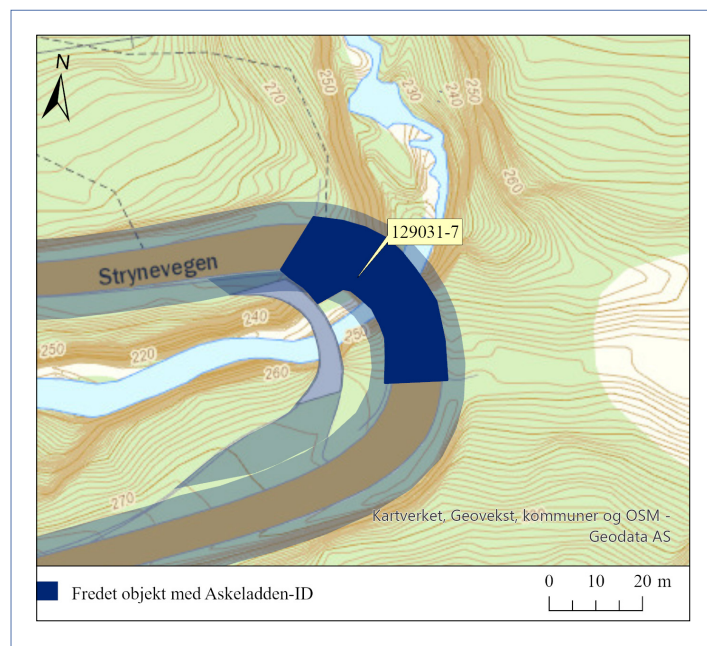 N
250
270
230
240
260
129031-7
Strynevegen
240
250
250
220
260
270
Kartverket, Geovekst, kommuner og OSM -
Geodata AS
Fredet objekt med Askeladden-ID
0 10 20 m